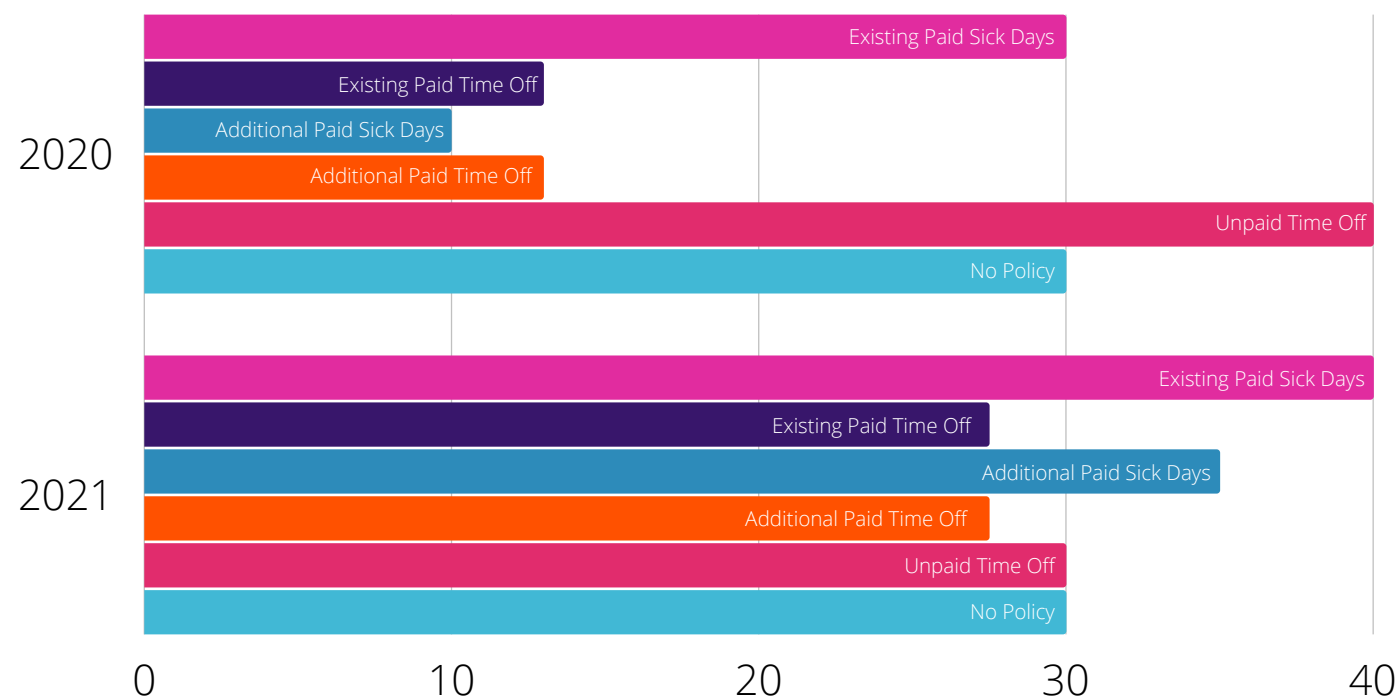 Existing Paid Sick Days
Existing Paid Time Off
Additional Paid Sick Days
2020
Additional Paid Time Off
Unpaid Time Off
No Policy
Existing Paid Sick Days
Existing Paid Time Off
Additional Paid Sick Days
2021
Additional Paid Time Off
Unpaid Time Off
No Policy
0 10 20 30 40